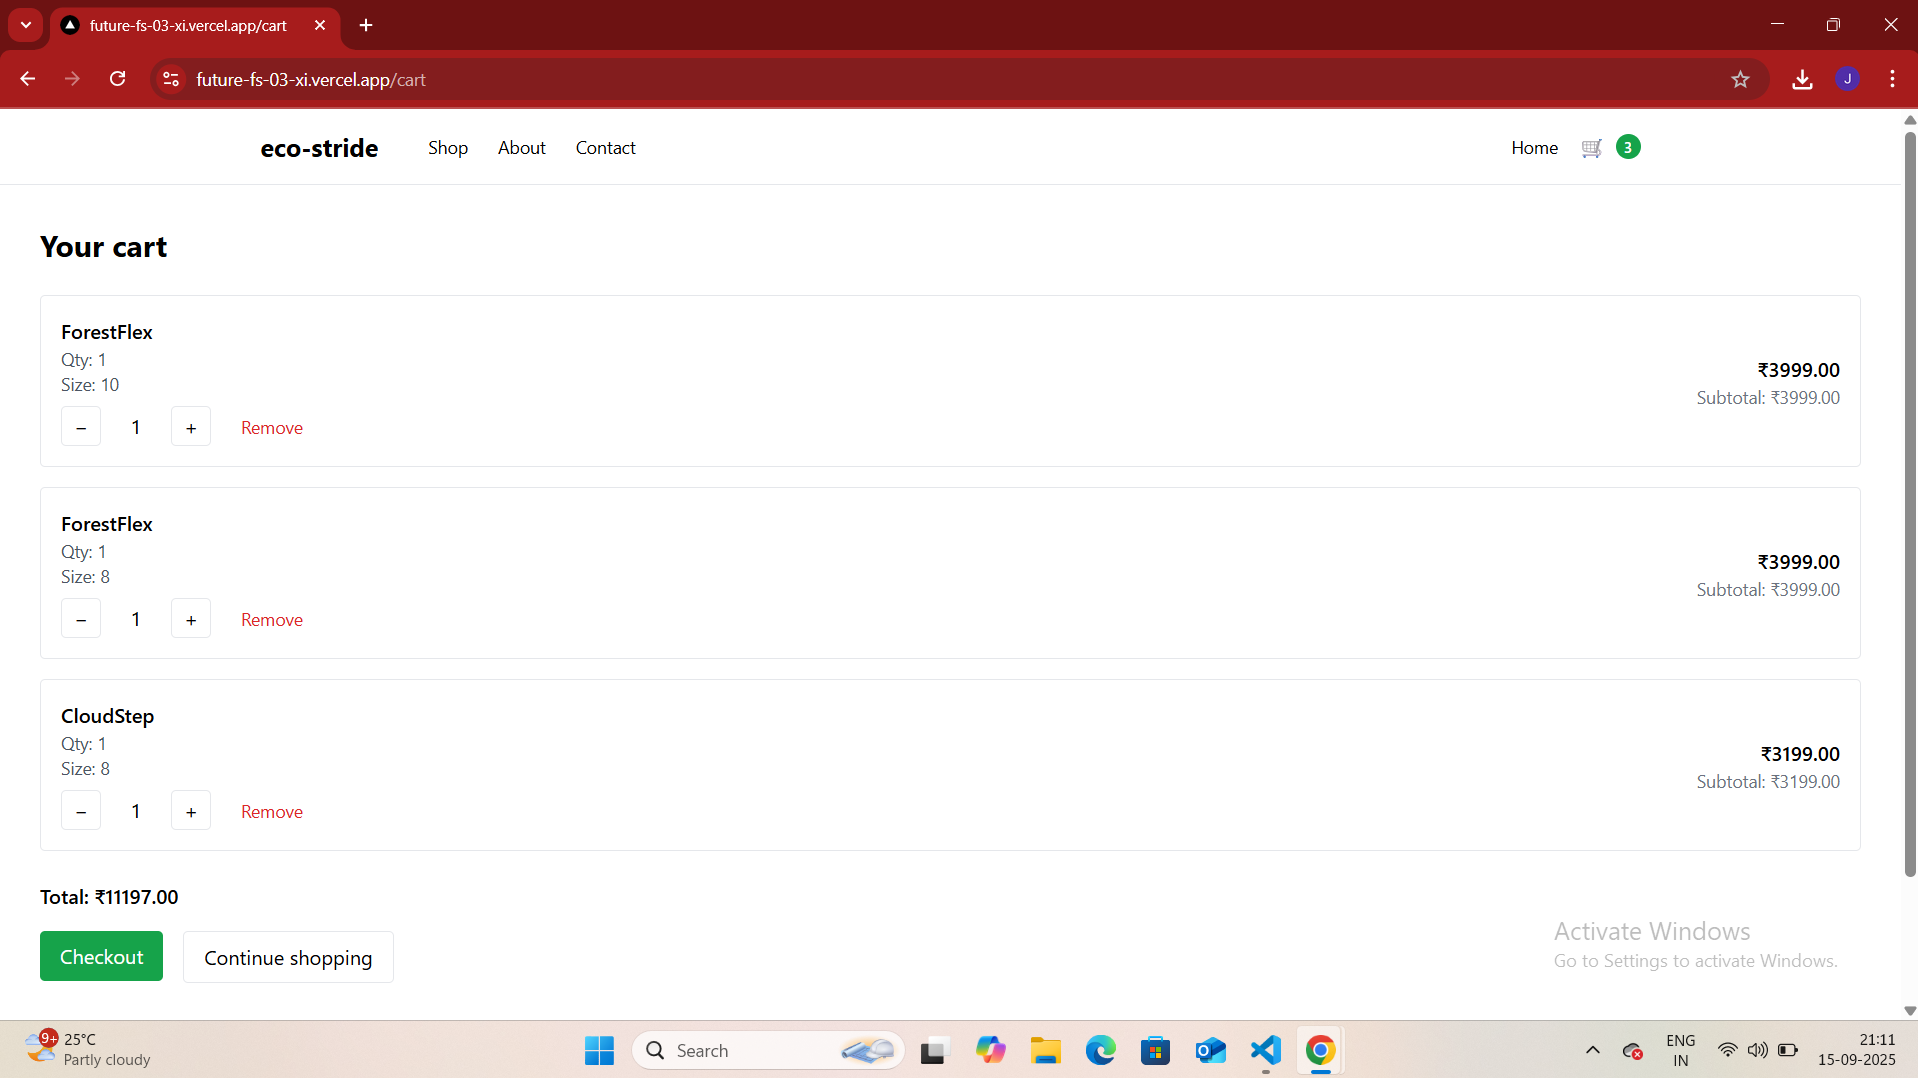 future-fs-03-xi.vercel.app/cart
future-fs-03-xi.vercel.app/cart
J
eco-stride Shop About Contact Home 3
Your cart
ForestFlex
Qty: 1
Size: 10
₹3999.00
Subtotal: ₹3999.00
− 1 + Remove
ForestFlex
Qty: 1
Size: 8
₹3999.00
Subtotal: ₹3999.00
− 1 + Remove
CloudStep
Qty: 1
Size: 8
₹3199.00
Subtotal: ₹3199.00
− 1 + Remove
Total: ₹11197.00
Checkout Continue shopping
Activate Windows
Go to Settings to activate Windows.
9+
25°C
Partly cloudy
Search
ENG
IN
21:11
15-09-2025